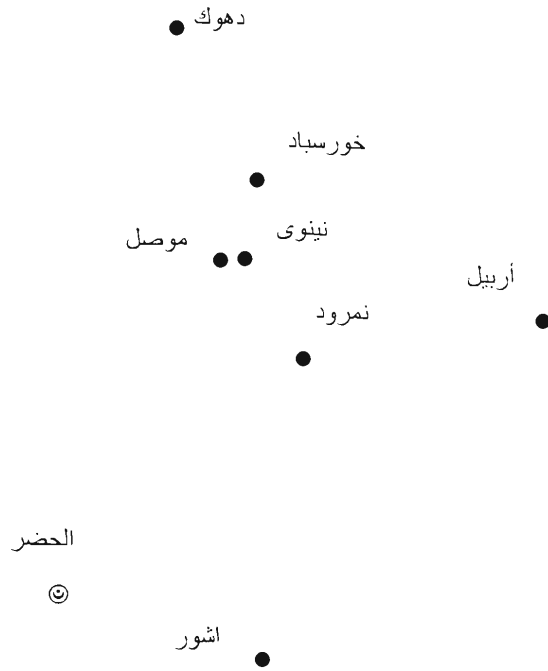 دهوك
خورسباد
نينوى
موصل
أربيل
نمرود
الحضر
اشور